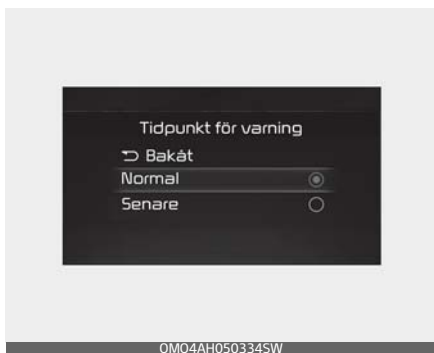 Tidpunkt för varning
⮌ Bakåt
Normal
Senare
OMO4AH050334SW